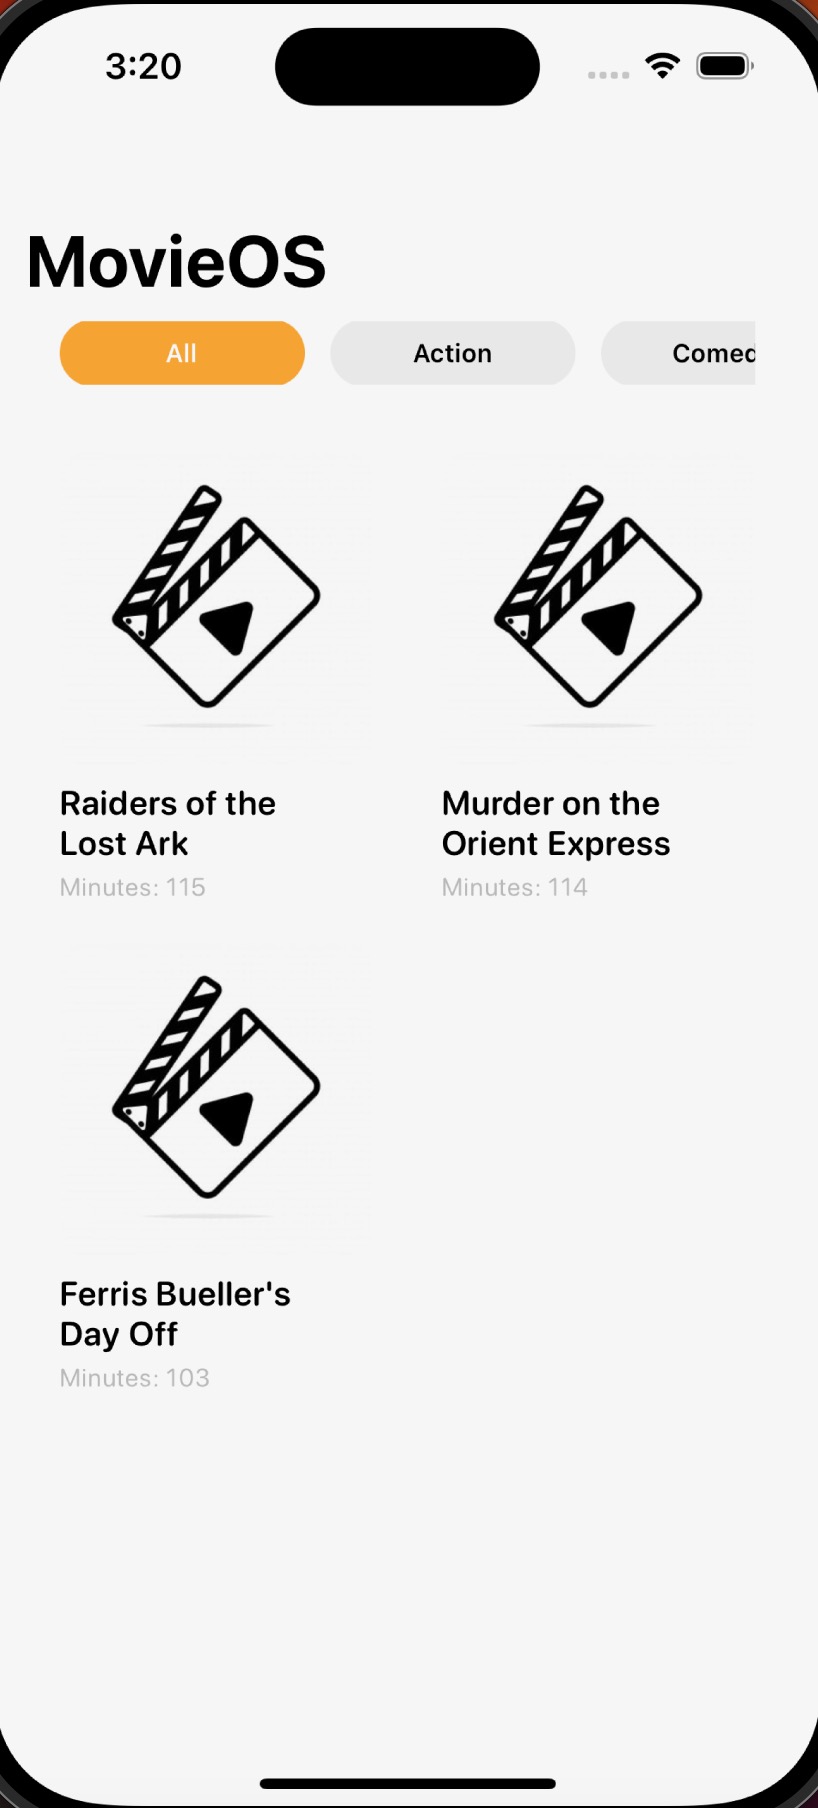 3:20
MovieOS
All
Action
Comed
Raiders of the
Lost Ark
Minutes: 115
Murder on the
Orient Express
Minutes: 114
Ferris Bueller's
Day Off
Minutes: 103